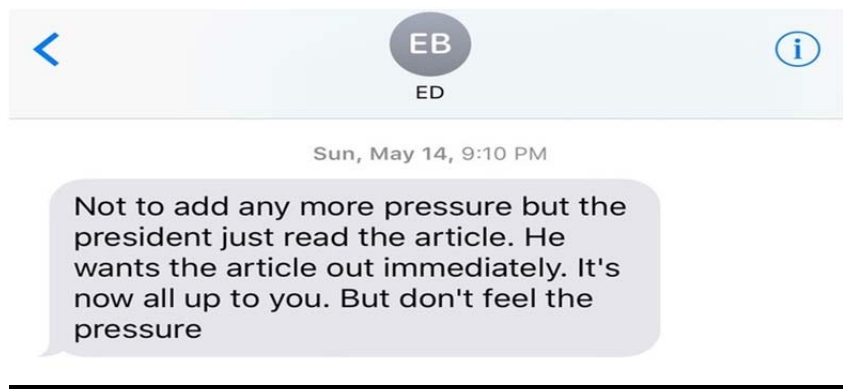 EB
ED
Sun, May 14, 9:10 PM
Not to add any more pressure but the
president just read the article. He
wants the article out immediately. It's
now all up to you. But don't feel the
pressure